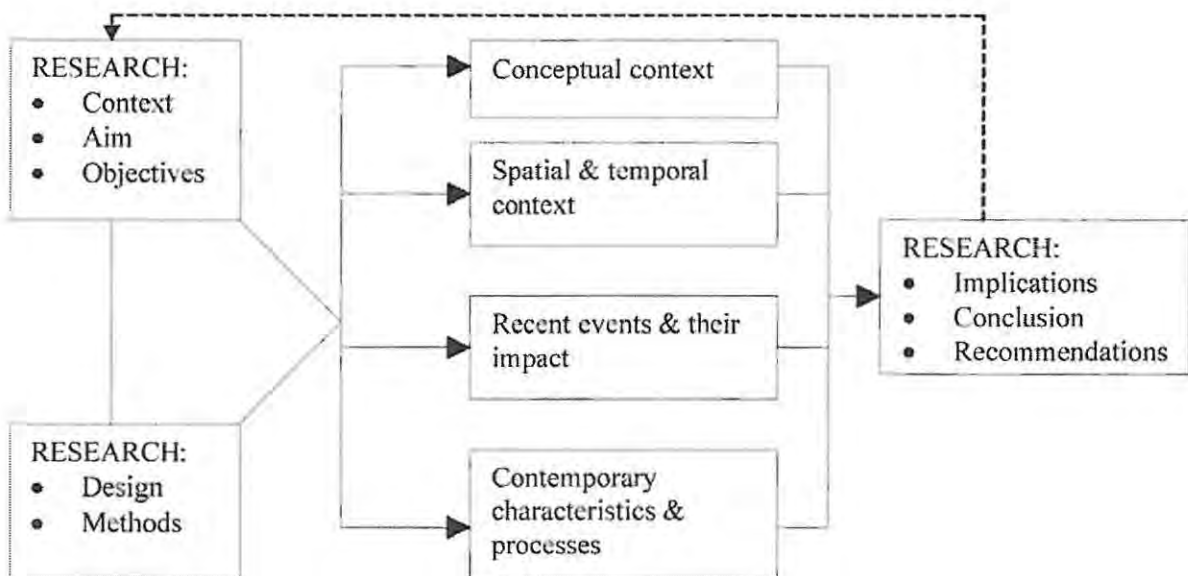 RESEARCH:
• Context
• Aim
• Objectives
RESEARCH:
• Design
• Methods
Conceptual context
Spatial & temporal
context
Recent events & their
impact
Contemporary
characteristics &
processes
RESEARCH:
• Implications
• Conclusion
• Recommendations